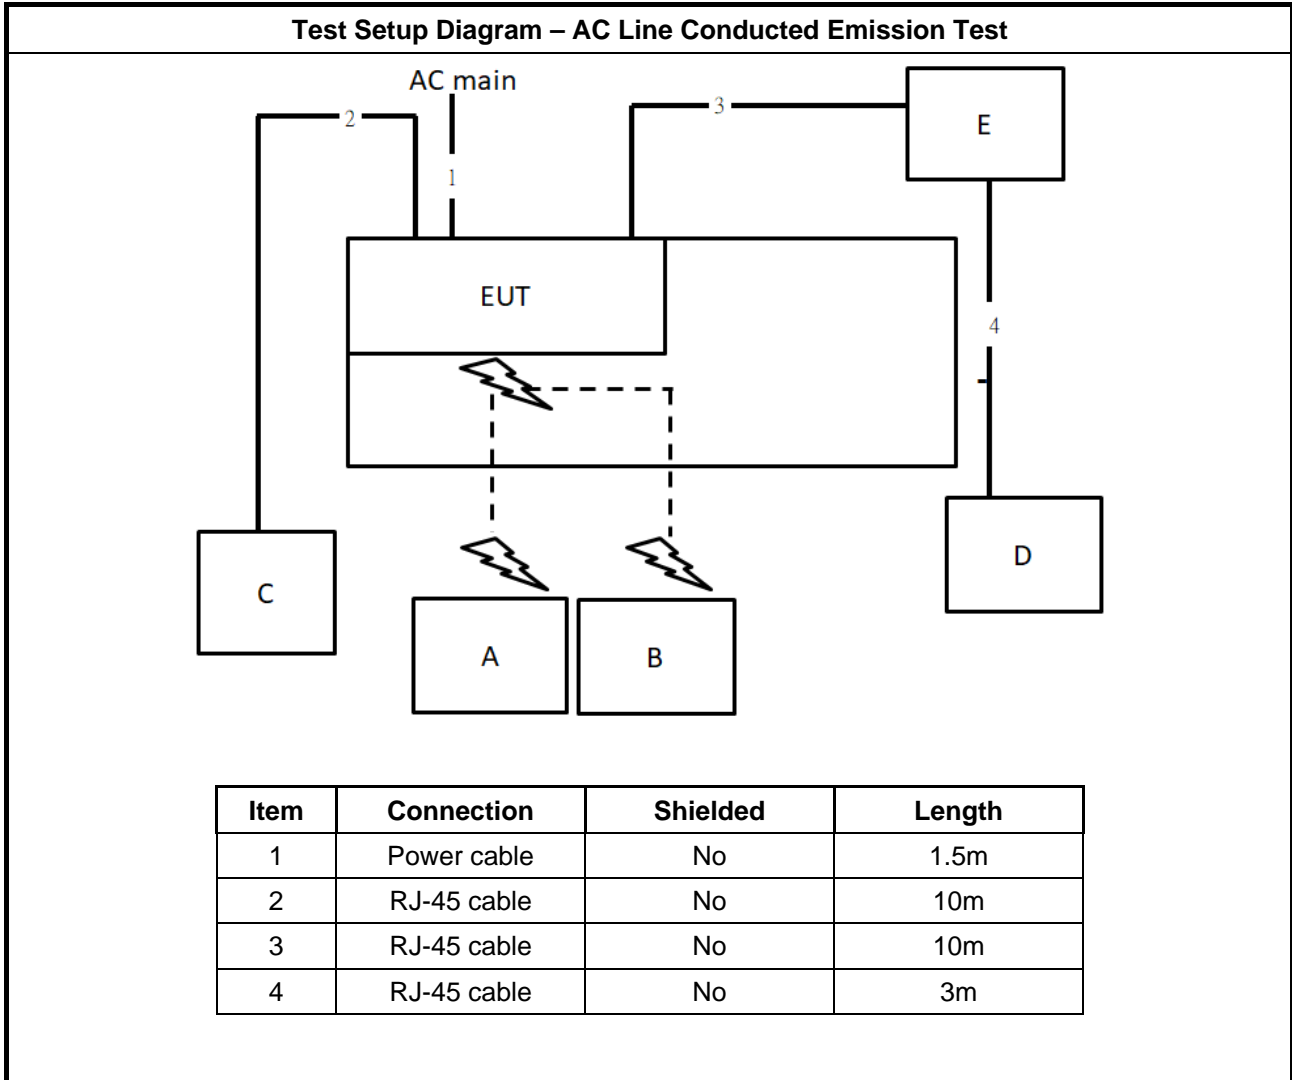 Test Setup Diagram – AC Line Conducted Emission Test
AC main
2
3
E
1
EUT
4
D
C
A
B
Item Connection Shielded Length
1 Power cable No 1.5m
2 RJ-45 cable No 10m
3 RJ-45 cable No 10m
4 RJ-45 cable No 3m